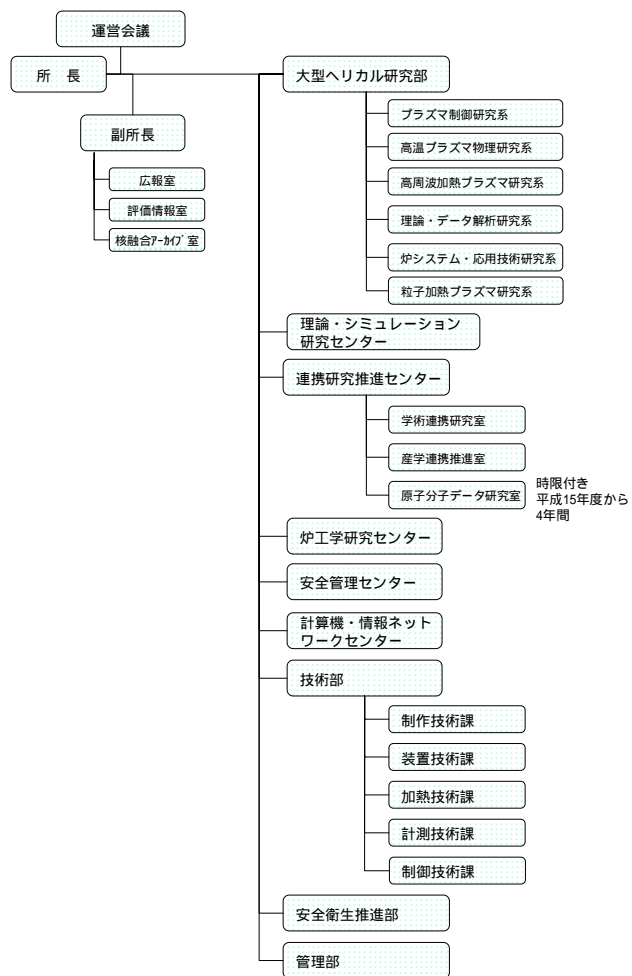 運営会議
所　長
副所長
広報室
評価情報室
核融合ｱｰｶｲﾌﾞ室
大型ヘリカル研究部
プラズマ制御研究系
高温プラズマ物理研究系
高周波加熱プラズマ研究系
理論・データ解析研究系
炉システム・応用技術研究系
粒子加熱プラズマ研究系
理論・シミュレーション
研究センター
連携研究推進センター
学術連携研究室
産学連携推進室
原子分子データ研究室
時限付き
平成15年度から
4年間
炉工学研究センター
安全管理センター
計算機・情報ネット
ワークセンター
技術部
制作技術課
装置技術課
加熱技術課
計測技術課
制御技術課
安全衛生推進部
管理部